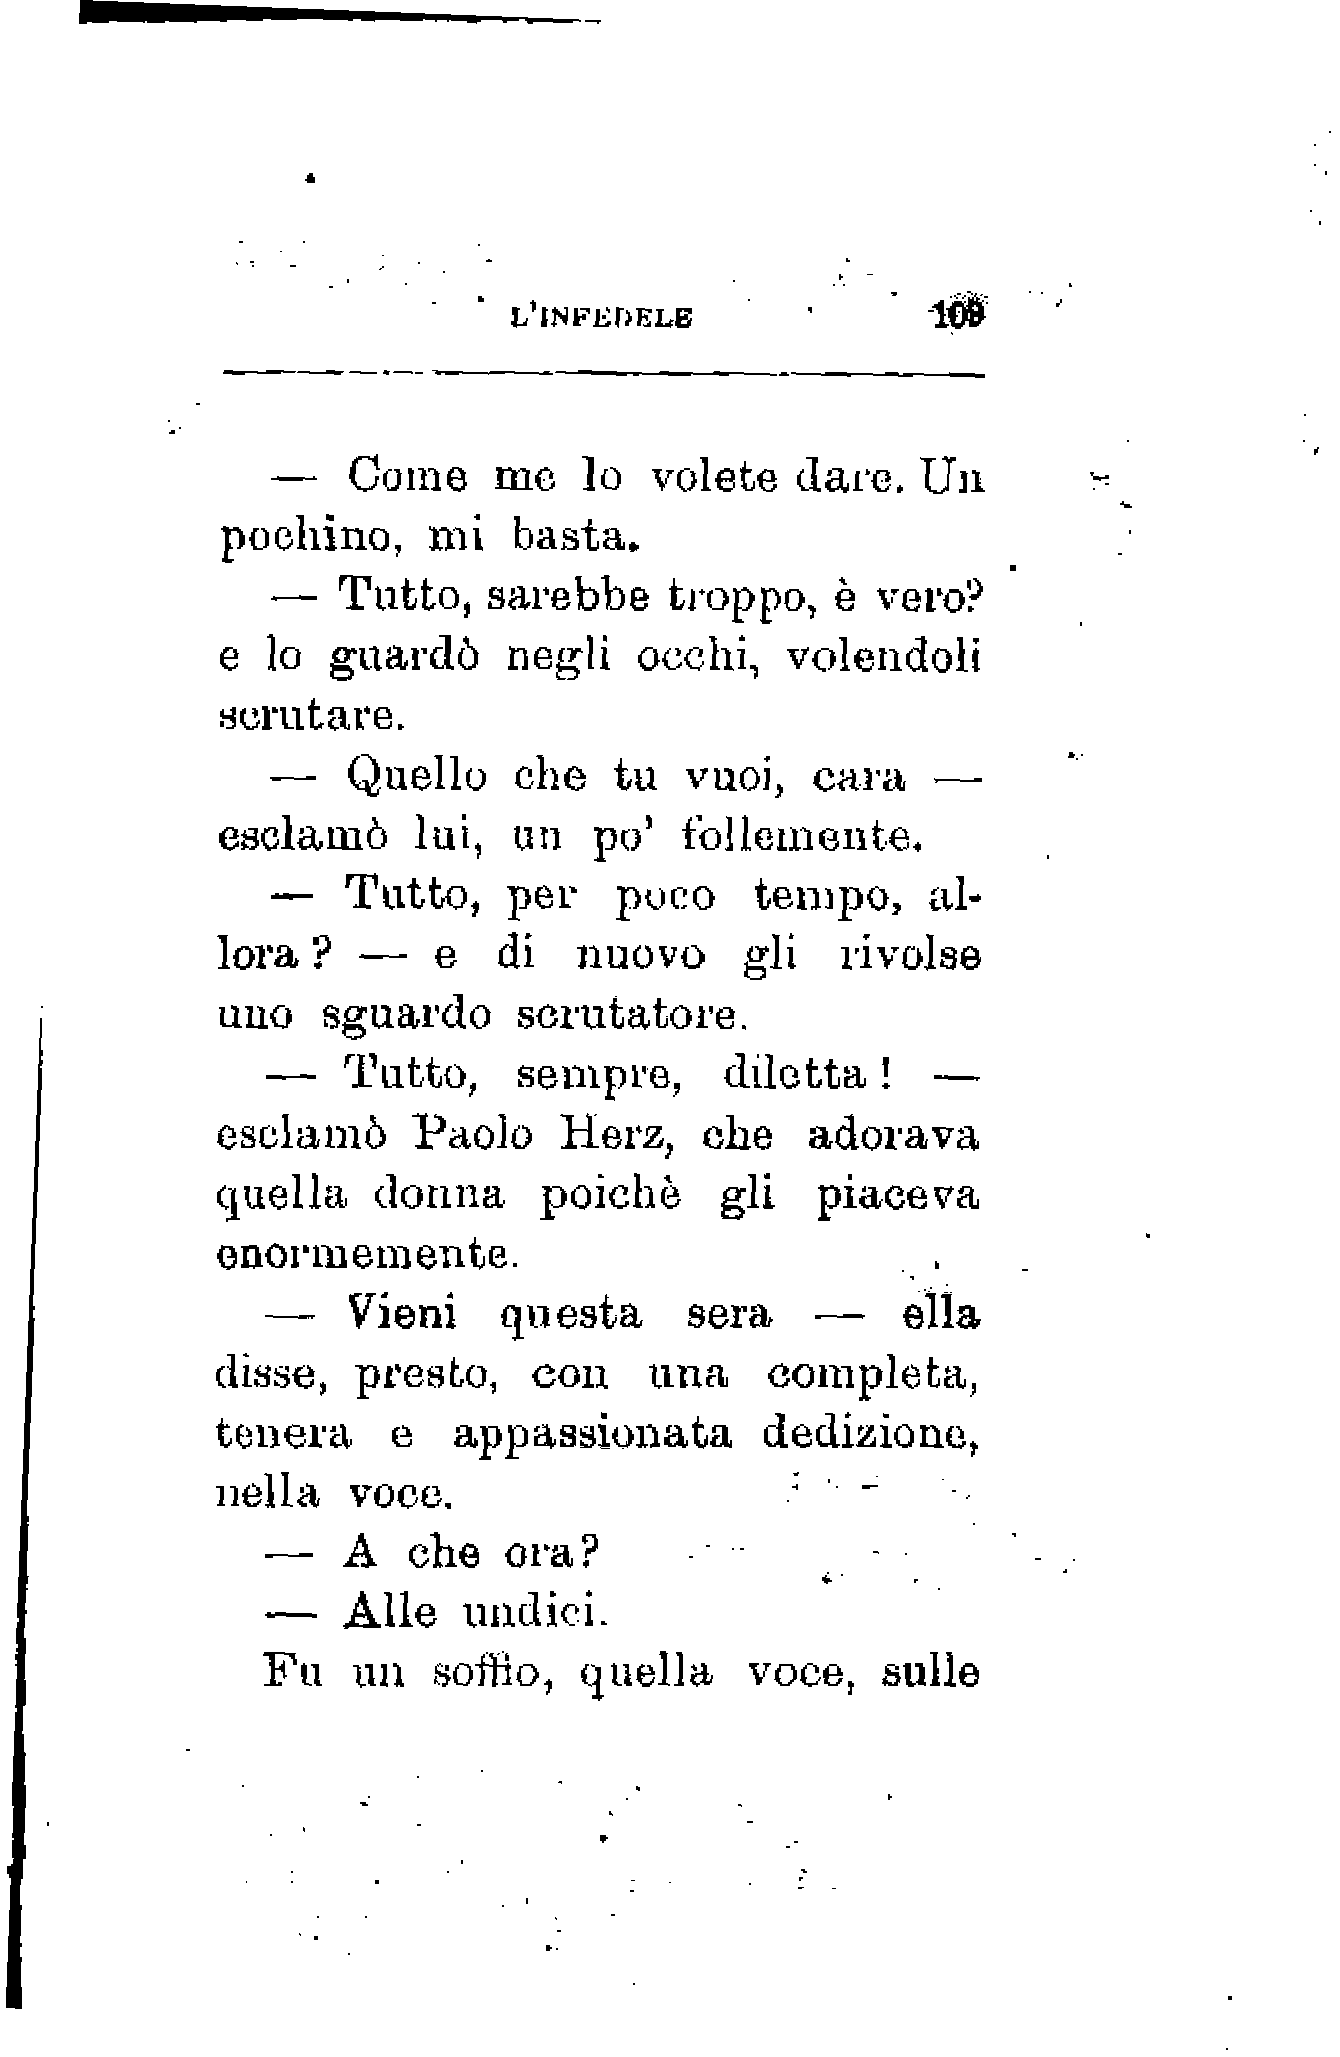 L'INFEDELE 109
— Come me lo volete dare. Un
pochino, mi basta.
— Tutto, sarebbe troppo, è vero?
e lo guardò negli occhi, volendoli
scrutare.
— Quello che tu vuoi, cara —
esclamò lui, un po' follemente.
— Tutto, per poco tempo, al-
lora? — e di nuovo gli rivolse
uno sguardo scrutatore.
— Tutto, sempre, diletta! —
esclamò Paolo Herz, che adorava
quella donna poichè gli piaceva
enormemente.
— Vieni questa sera — ella
disse, presto, con una completa,
tenera e appassionata dedizione,
nella voce.
— A che ora?
— Alle undici.
Fu un soffio, quella voce, sulle